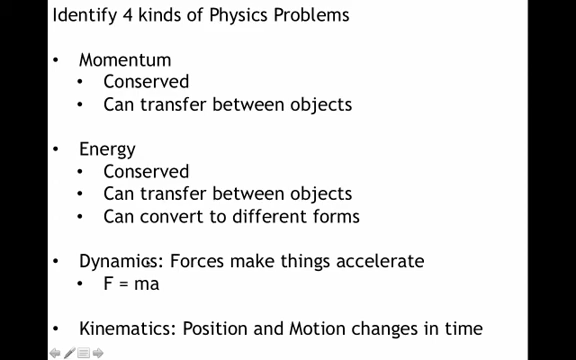 Identify 4 kinds of Physics Problems
• Momentum
• Conserved
• Can transfer between objects
• Energy
• Conserved
• Can transfer between objects
• Can convert to different forms
• Dynamics: Forces make things accelerate
• F = ma
• Kinematics: Position and Motion changes in time